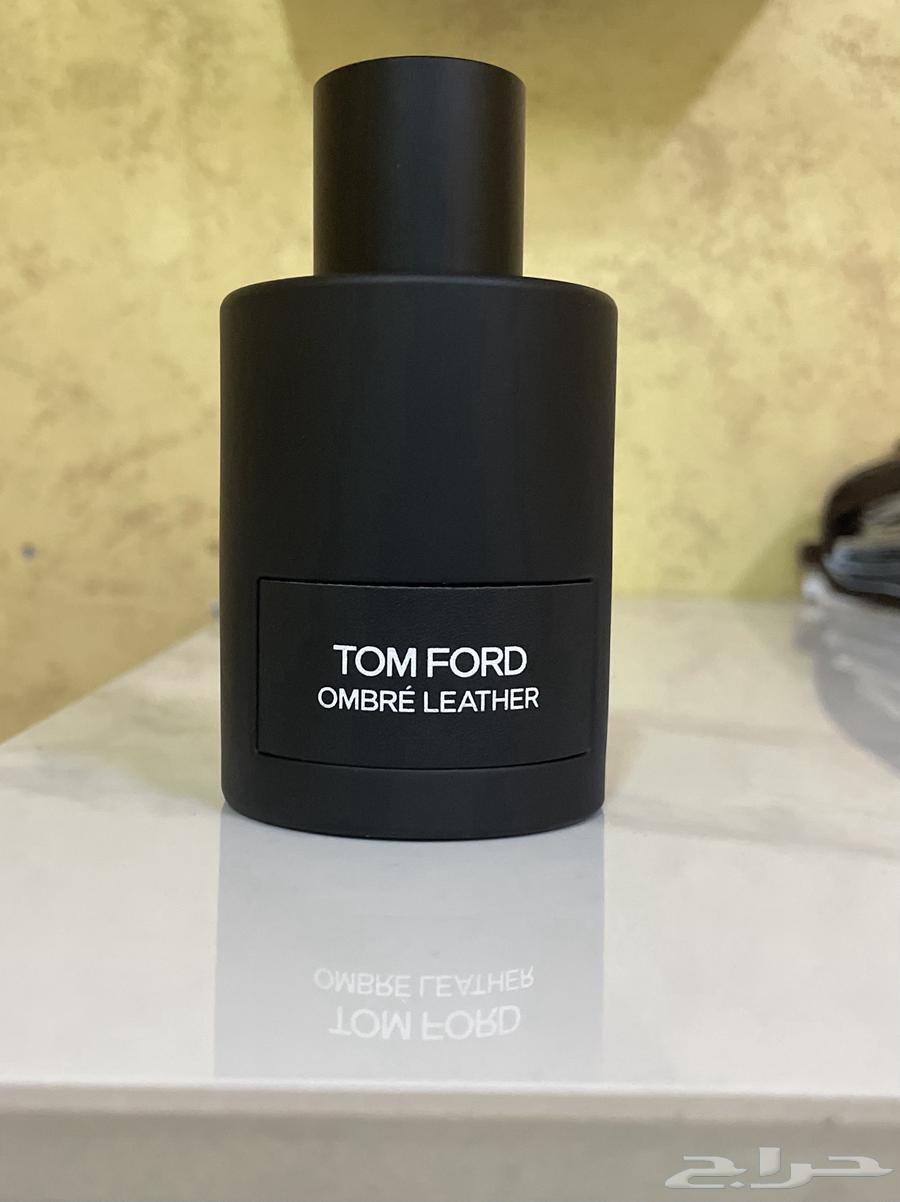 TOM FORD
OMBRÉ LEATHER
حراج